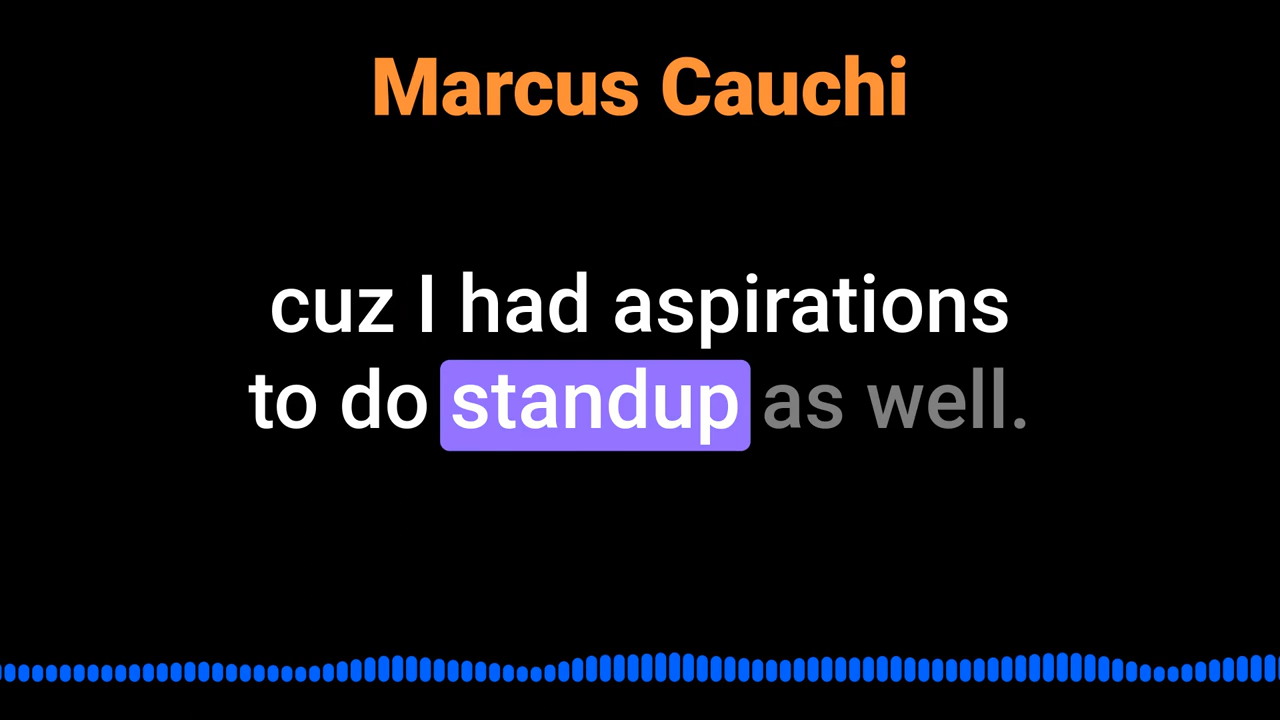 Marcus Cauchi
cuz I had aspirations
to do standup as well.